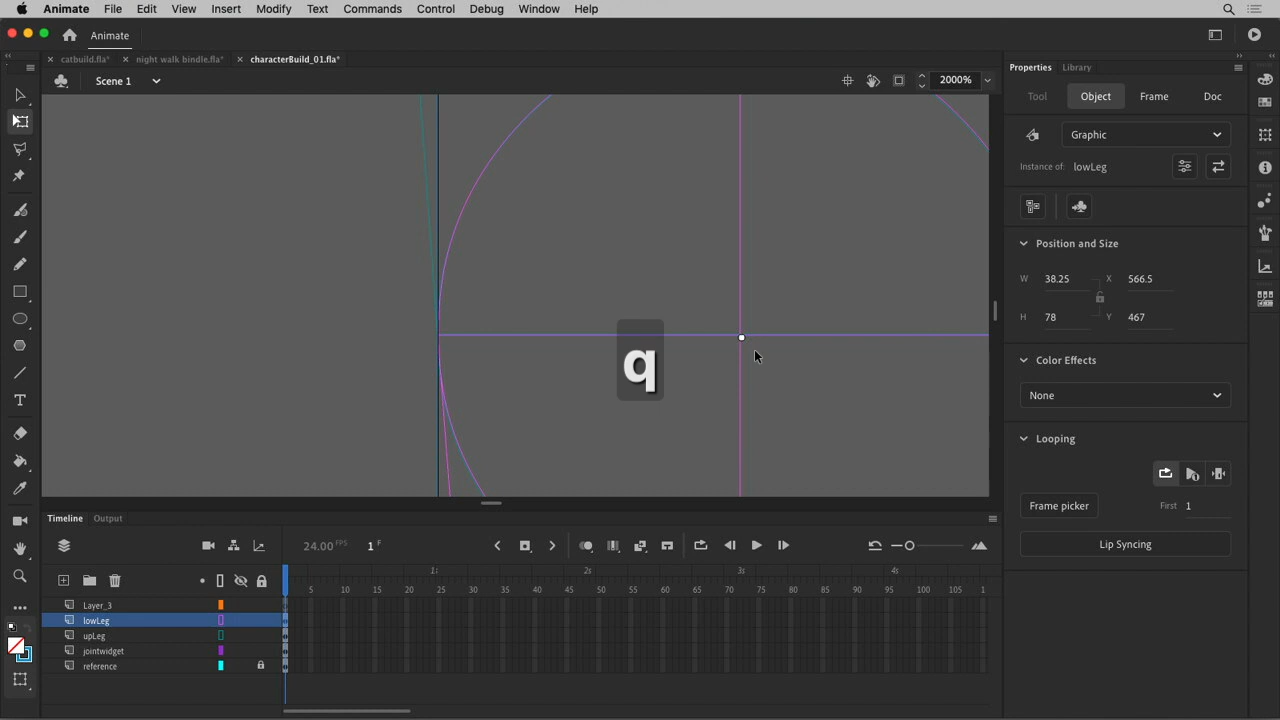 Animate File Edit View Insert Modify Text Commands Control Debug Window Help
Animate
catbuild.fla* night walk bindle.fla* characterBuild_01.fla*
Scene 1 2000%
Properties Library
Tool Object Frame Doc
Graphic
Instance of: lowLeg
Position and Size
W 38.25 X 566.5
H 78 Y 467
Color Effects
None
Looping
Frame picker First 1
Lip Syncing
q
Timeline Output
24.00 FPS 1 F
1s 2s 3s 4s
5 10 15 20 25 30 35 40 45 50 55 60 65 70 75 80 85 90 95 100 105 1
Layer_3
lowLeg
upLeg
jointwidget
reference